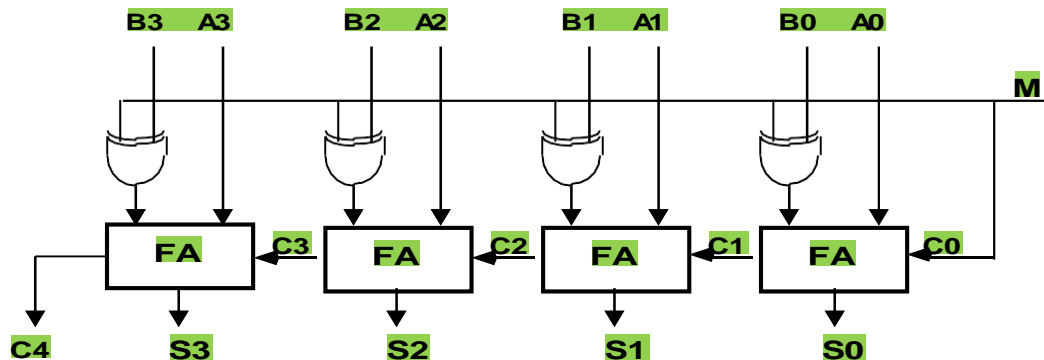 B3 A3 B2 A2 B1 A1 B0 A0
M
FA C3 FA C2 FA C1 FA C0
C4 S3 S2 S1 S0